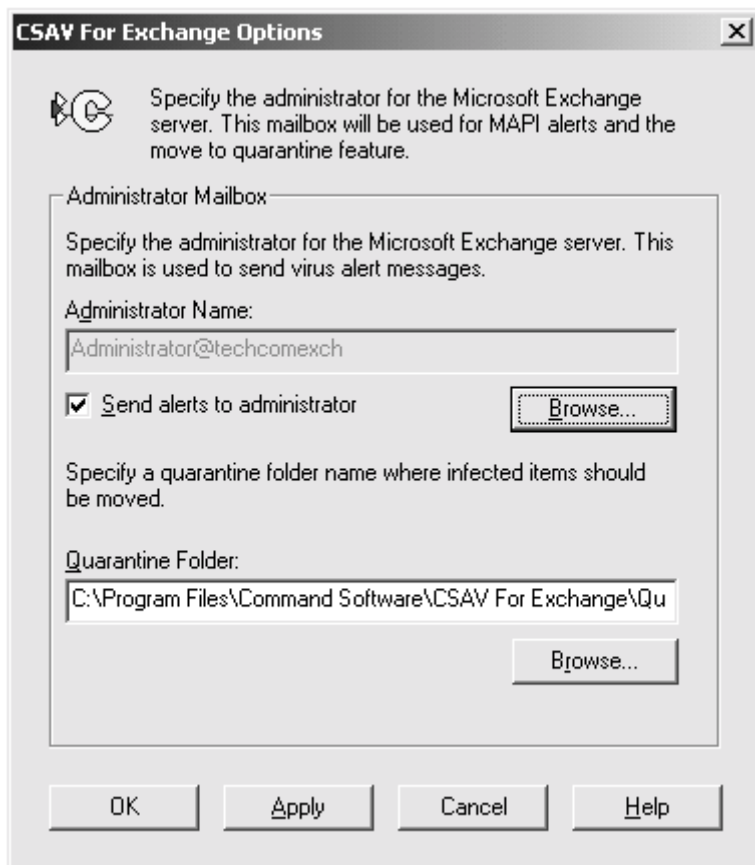 CSAV For Exchange Options
Specify the administrator for the Microsoft Exchange
server. This mailbox will be used for MAPI alerts and the
move to quarantine feature.
Administrator Mailbox
Specify the administrator for the Microsoft Exchange server. This
mailbox is used to send virus alert messages.
Administrator Name:
Administrator@techcomexch
Send alerts to administrator
Browse...
Specify a quarantine folder name where infected items should
be moved.
Quarantine Folder:
C:\Program Files\Command Software\CSAV For Exchange\Qu
Browse...
OK
Apply
Cancel
Help